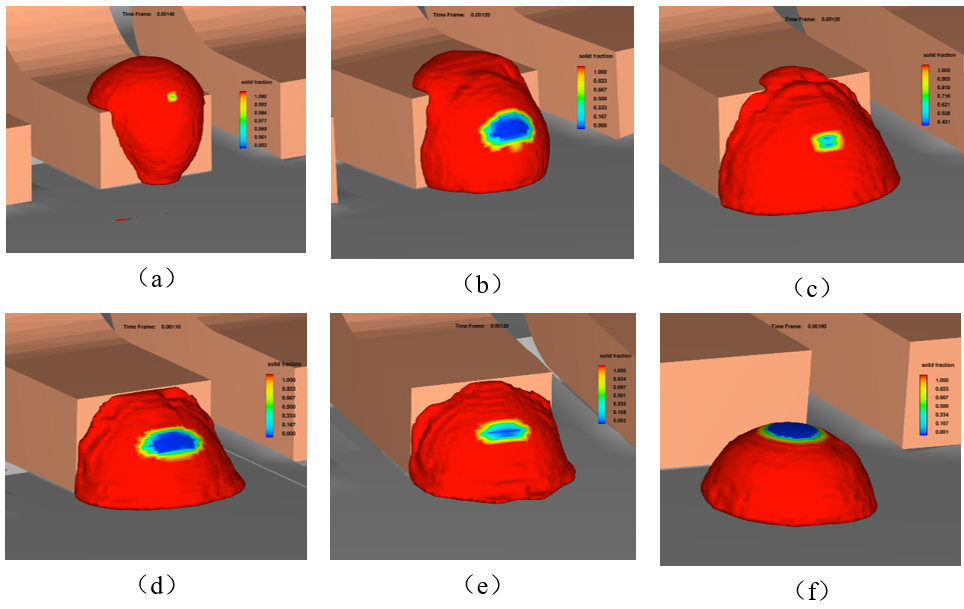 Time Frame: 0.00140
solid fraction
1.000
0.992
0.984
0.977
0.969
0.961
0.953
(a)
Time Frame: 0.00120
solid fraction
1.000
0.833
0.667
0.500
0.333
0.167
0.000
(b)
Time Frame: 0.00120
solid fraction
1.000
0.905
0.810
0.716
0.621
0.526
0.431
(c)
Time Frame: 0.00110
solid fraction
1.000
0.833
0.667
0.500
0.334
0.167
0.000
(d)
Time Frame: 0.00120
solid fraction
1.000
0.834
0.667
0.501
0.335
0.168
0.002
(e)
Time Frame: 0.00190
solid fraction
1.000
0.833
0.667
0.500
0.334
0.167
0.001
(f)